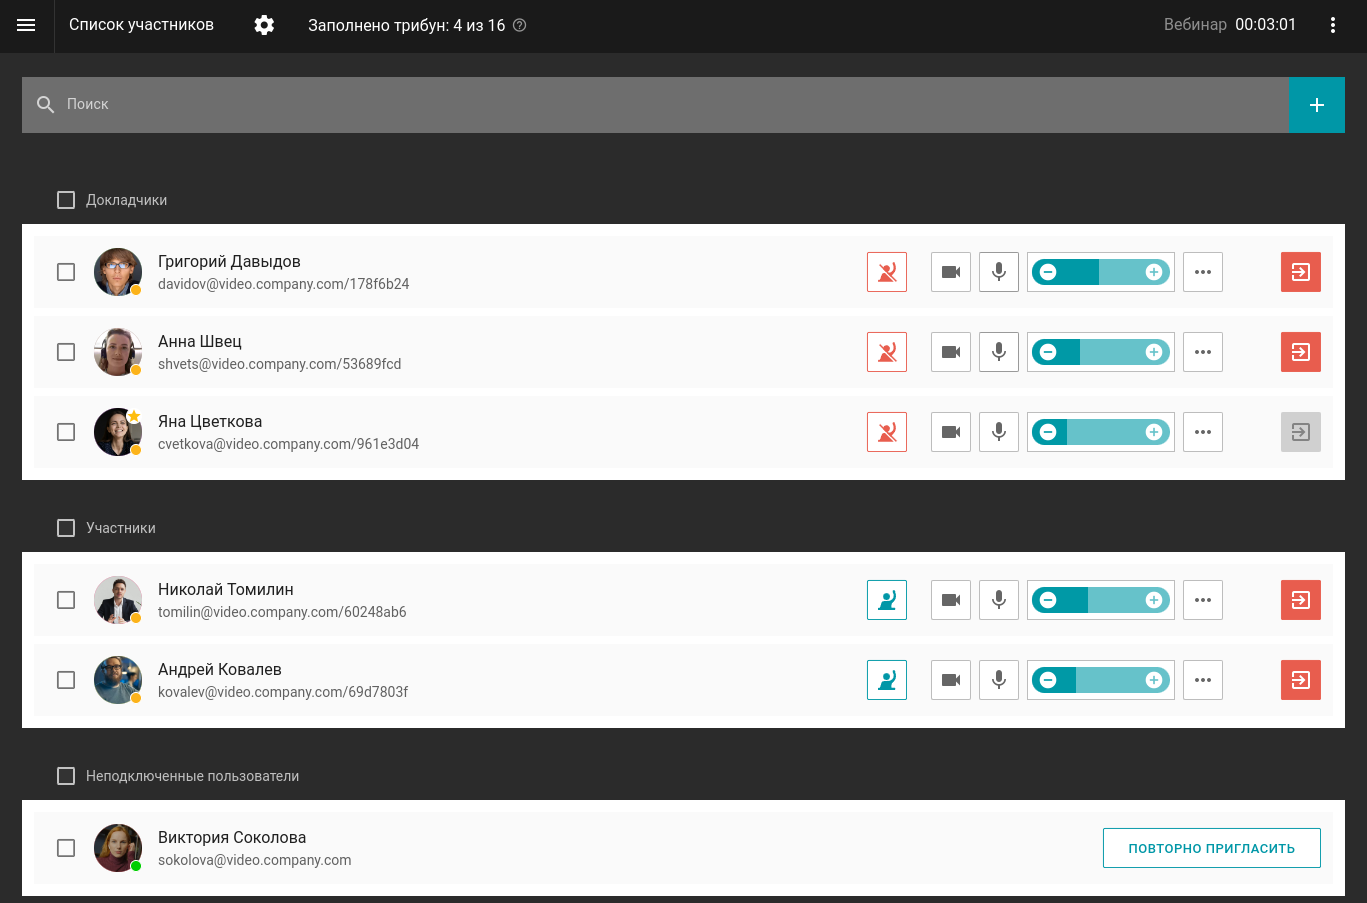 Список участников
Заполнено трибун: 4 из 16
Вебинар 00:03:01
Поиск
Докладчики
Григорий Давыдов
davidov@video.company.com/178f6b24
Анна Швец
shvets@video.company.com/53689fcd
Яна Цветкова
cvetkova@video.company.com/961e3d04
Участники
Николай Томилин
tomilin@video.company.com/60248ab6
Андрей Ковалев
kovalev@video.company.com/69d7803f
Неподключенные пользователи
Виктория Соколова
sokolova@video.company.com
ПОВТОРНО ПРИГЛАСИТЬ